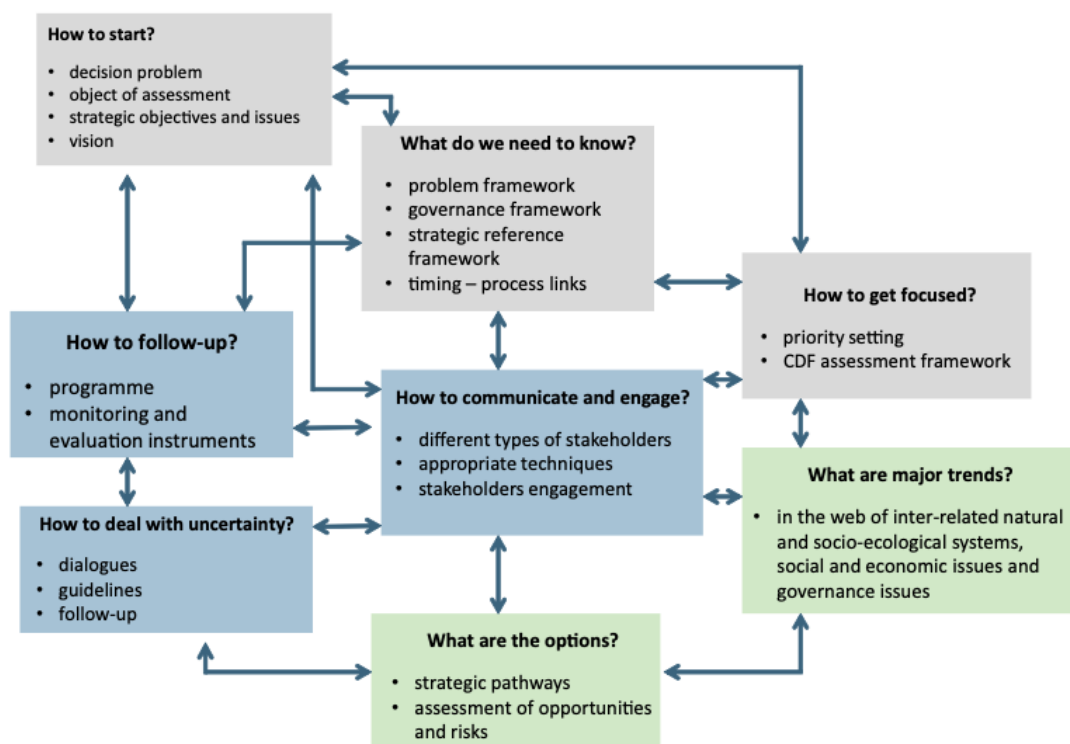 How to start?
• decision problem
• object of assessment
• strategic objectives and issues
• vision
What do we need to know?
• problem framework
• governance framework
• strategic reference
framework
• timing – process links
How to get focused?
• priority setting
• CDF assessment framework
How to follow-up?
• programme
• monitoring and
evaluation instruments
How to communicate and engage?
• different types of stakeholders
• appropriate techniques
• stakeholders engagement
What are major trends?
• in the web of inter-related natural
and socio-ecological systems,
social and economic issues and
governance issues
How to deal with uncertainty?
• dialogues
• guidelines
• follow-up
What are the options?
• strategic pathways
• assessment of opportunities
and risks